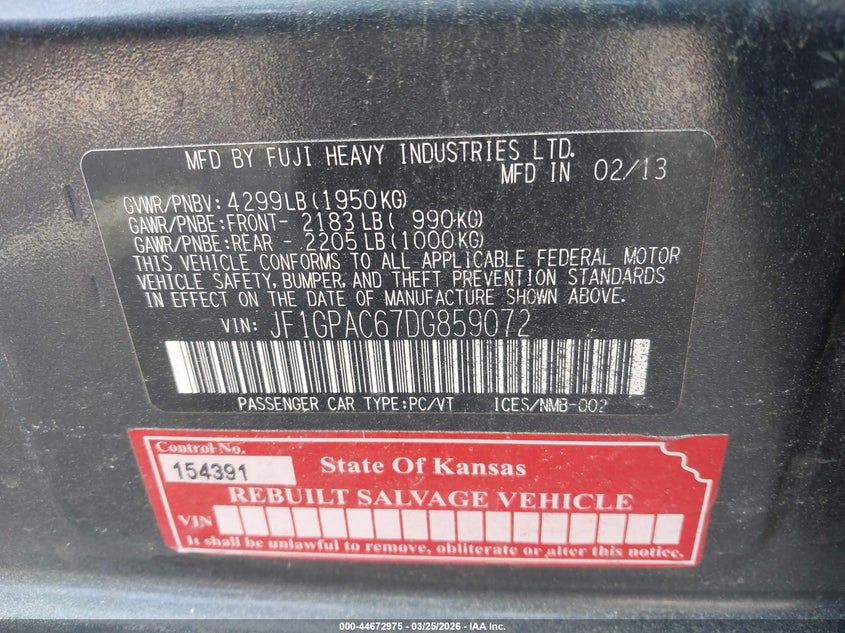 MFD BY FUJI HEAVY INDUSTRIES LTD.
MFD IN 02/13
GVWR/PNBV: 4299LB(1950KG)
GAWR/PNBE:FRONT- 2183LB( 990KG)
GAWR/PNBE:REAR - 2205LB(1000KG)
THIS VEHICLE CONFORMS TO ALL APPLICABLE FEDERAL MOTOR
VEHICLE SAFETY, BUMPER, AND THEFT PREVENTION STANDARDS
IN EFFECT ON THE DATE OF MANUFACTURE SHOWN ABOVE.
VIN: JF1GPAC67DG859072
PASSENGER CAR TYPE:PC/VT ICES/NMB-002
Control No.
154391
State Of Kansas
REBUILT SALVAGE VEHICLE
VIN
It shall be unlawful to remove, obliterate or alter this notice.
000-44672975 - 03/25/2026 - IAA Inc.